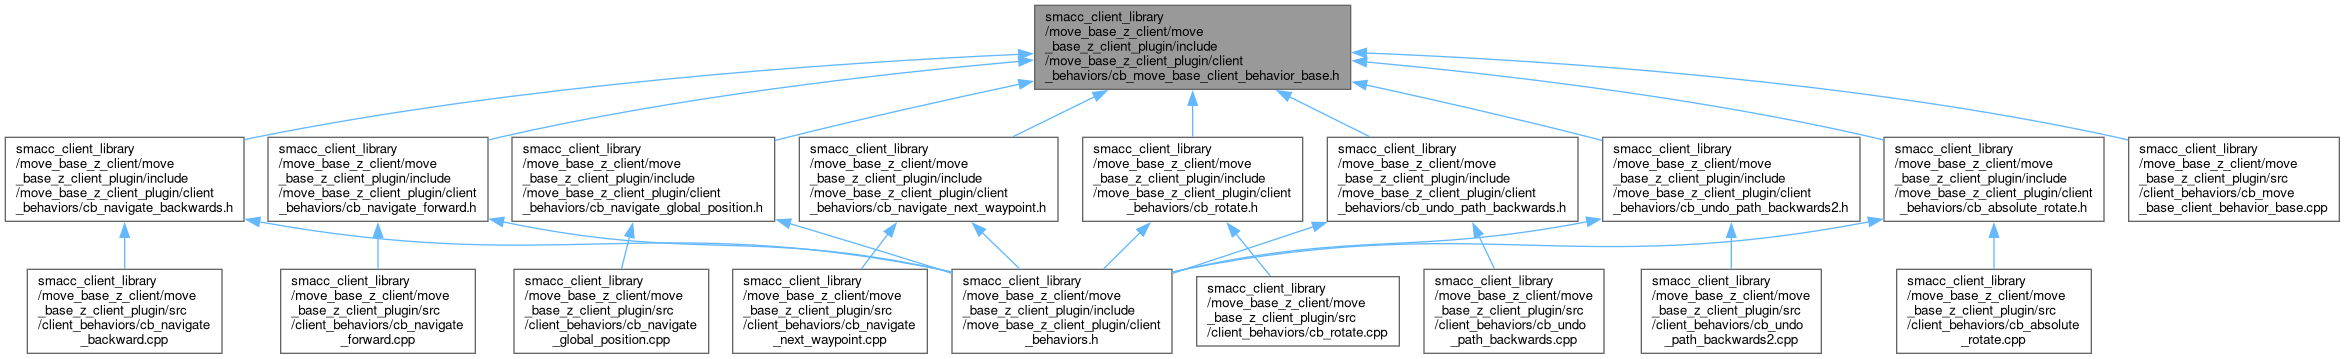 smacc_client_library
/move_base_z_client/move
_base_z_client_plugin/include
/move_base_z_client_plugin/client
_behaviors/cb_move_base_client_behavior_base.h
smacc_client_library
/move_base_z_client/move
_base_z_client_plugin/include
/move_base_z_client_plugin/client
_behaviors/cb_navigate_backwards.h
smacc_client_library
/move_base_z_client/move
_base_z_client_plugin/include
/move_base_z_client_plugin/client
_behaviors/cb_navigate_forward.h
smacc_client_library
/move_base_z_client/move
_base_z_client_plugin/include
/move_base_z_client_plugin/client
_behaviors/cb_navigate_global_position.h
smacc_client_library
/move_base_z_client/move
_base_z_client_plugin/include
/move_base_z_client_plugin/client
_behaviors/cb_navigate_next_waypoint.h
smacc_client_library
/move_base_z_client/move
_base_z_client_plugin/include
/move_base_z_client_plugin/client
_behaviors/cb_rotate.h
smacc_client_library
/move_base_z_client/move
_base_z_client_plugin/include
/move_base_z_client_plugin/client
_behaviors/cb_undo_path_backwards.h
smacc_client_library
/move_base_z_client/move
_base_z_client_plugin/include
/move_base_z_client_plugin/client
_behaviors/cb_undo_path_backwards2.h
smacc_client_library
/move_base_z_client/move
_base_z_client_plugin/include
/move_base_z_client_plugin/client
_behaviors/cb_absolute_rotate.h
smacc_client_library
/move_base_z_client/move
_base_z_client_plugin/src
/client_behaviors/cb_move
_base_client_behavior_base.cpp
smacc_client_library
/move_base_z_client/move
_base_z_client_plugin/src
/client_behaviors/cb_navigate
_backward.cpp
smacc_client_library
/move_base_z_client/move
_base_z_client_plugin/src
/client_behaviors/cb_navigate
_forward.cpp
smacc_client_library
/move_base_z_client/move
_base_z_client_plugin/src
/client_behaviors/cb_navigate
_global_position.cpp
smacc_client_library
/move_base_z_client/move
_base_z_client_plugin/src
/client_behaviors/cb_navigate
_next_waypoint.cpp
smacc_client_library
/move_base_z_client/move
_base_z_client_plugin/include
/move_base_z_client_plugin/client
_behaviors.h
smacc_client_library
/move_base_z_client/move
_base_z_client_plugin/src
/client_behaviors/cb_rotate.cpp
smacc_client_library
/move_base_z_client/move
_base_z_client_plugin/src
/client_behaviors/cb_undo
_path_backwards.cpp
smacc_client_library
/move_base_z_client/move
_base_z_client_plugin/src
/client_behaviors/cb_undo
_path_backwards2.cpp
smacc_client_library
/move_base_z_client/move
_base_z_client_plugin/src
/client_behaviors/cb_absolute
_rotate.cpp